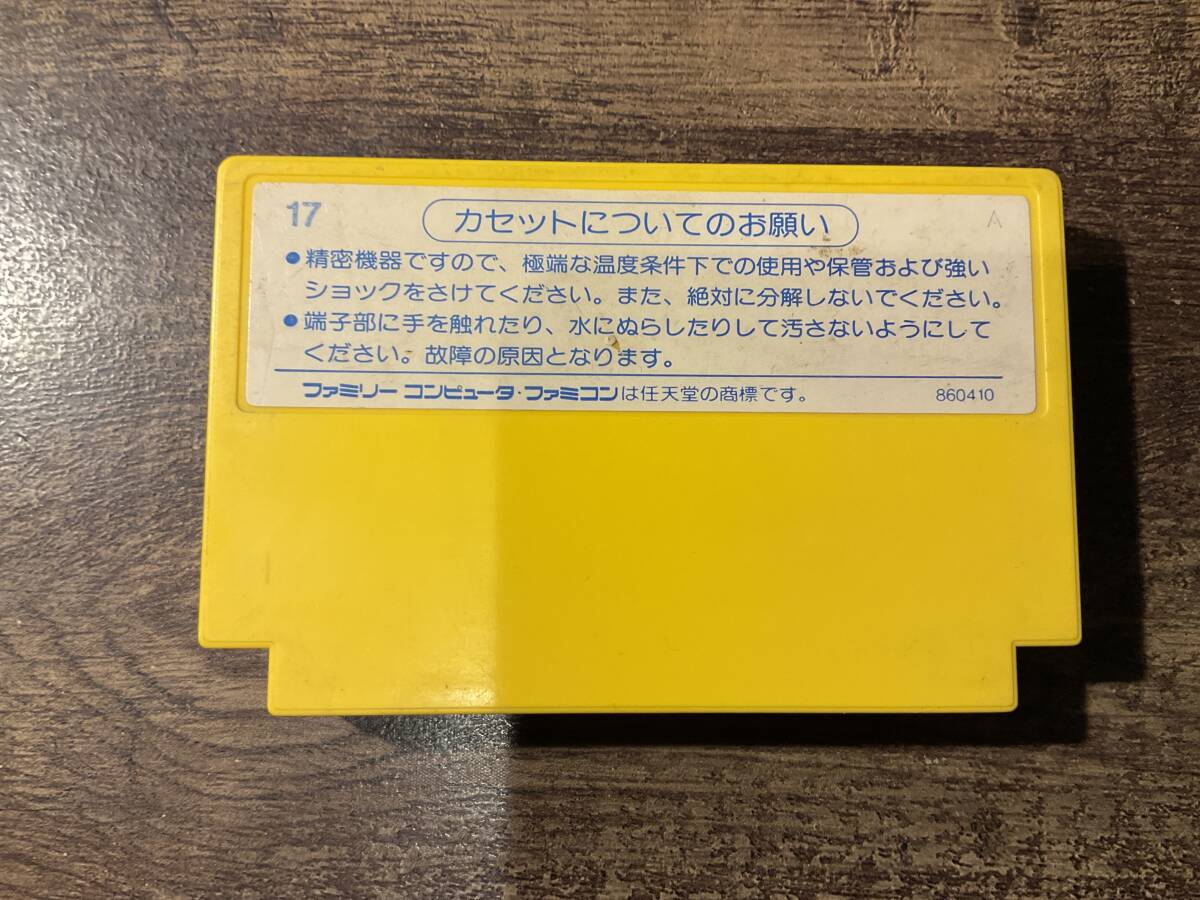 17
カセットについてのお願い
A
●精密機器ですので、極端な温度条件下での使用や保管および強い
ショックをさけてください。また、絶対に分解しないでください。
●端子部に手を触れたり、水にぬらしたりして汚さないようにして
ください。故障の原因となります。
ファミリー コンピュータ・ファミコンは任天堂の商標です。
860410